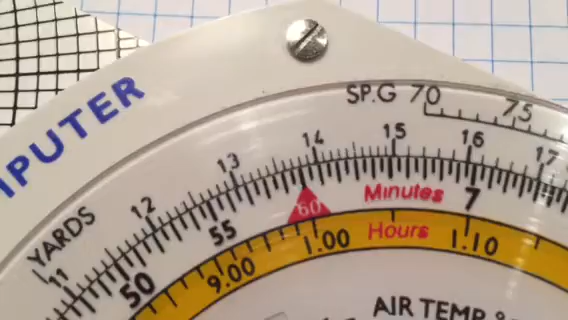 IPUTER
SP.G 70 75
YARDS 11 12 13 14 15 16 17
50 55 60 Minutes 7
9.00 1.00 Hours 1.10
AIR TEMP